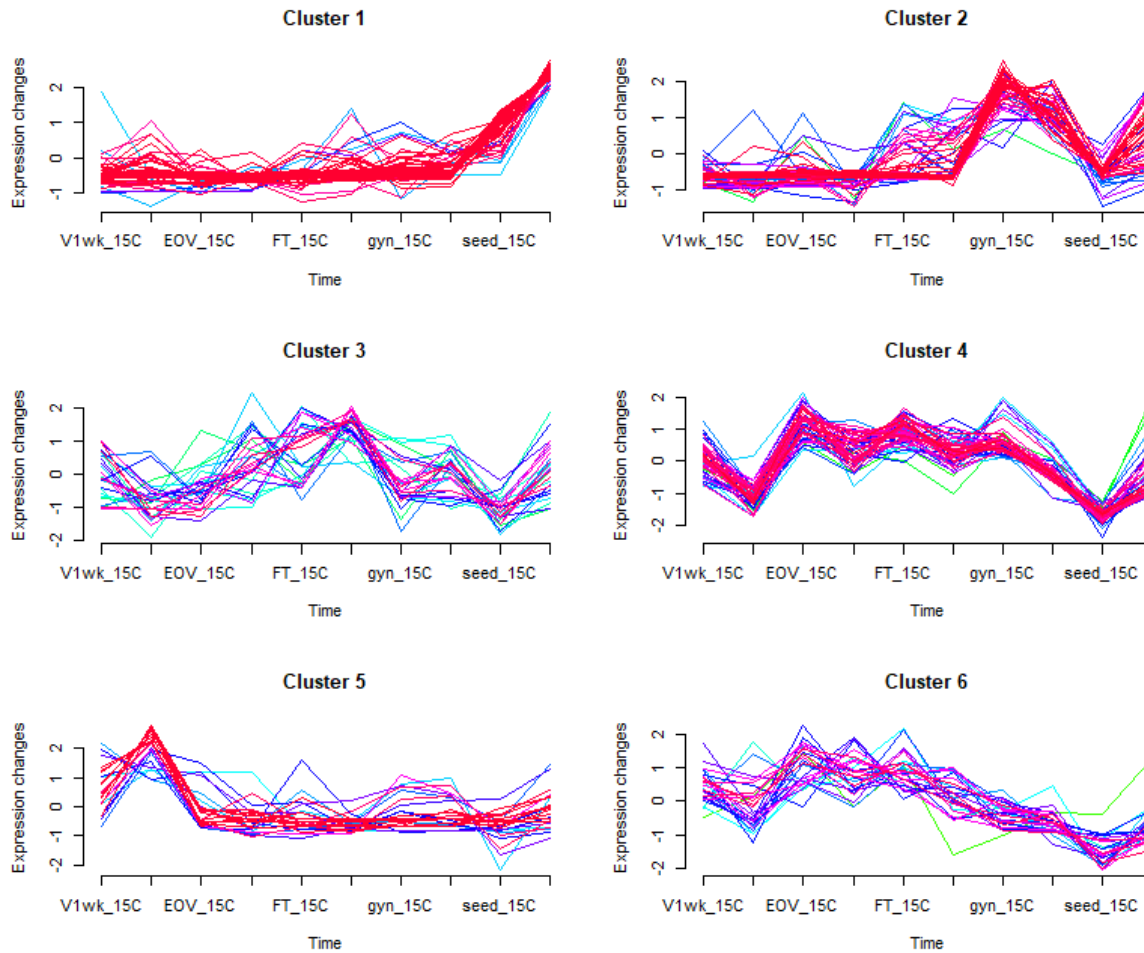 Cluster 1
Expression changes
2
1
0
-1
V1wk_15C EOV_15C FT_15C gyn_15C seed_15C
Time
Cluster 2
Expression changes
2
1
0
-1
V1wk_15C EOV_15C FT_15C gyn_15C seed_15C
Time
Cluster 3
Expression changes
2
1
0
-1
-2
V1wk_15C EOV_15C FT_15C gyn_15C seed_15C
Time
Cluster 4
Expression changes
2
1
0
-1
-2
V1wk_15C EOV_15C FT_15C gyn_15C seed_15C
Time
Cluster 5
Expression changes
2
1
0
-1
-2
V1wk_15C EOV_15C FT_15C gyn_15C seed_15C
Time
Cluster 6
Expression changes
2
1
0
-1
-2
V1wk_15C EOV_15C FT_15C gyn_15C seed_15C
Time